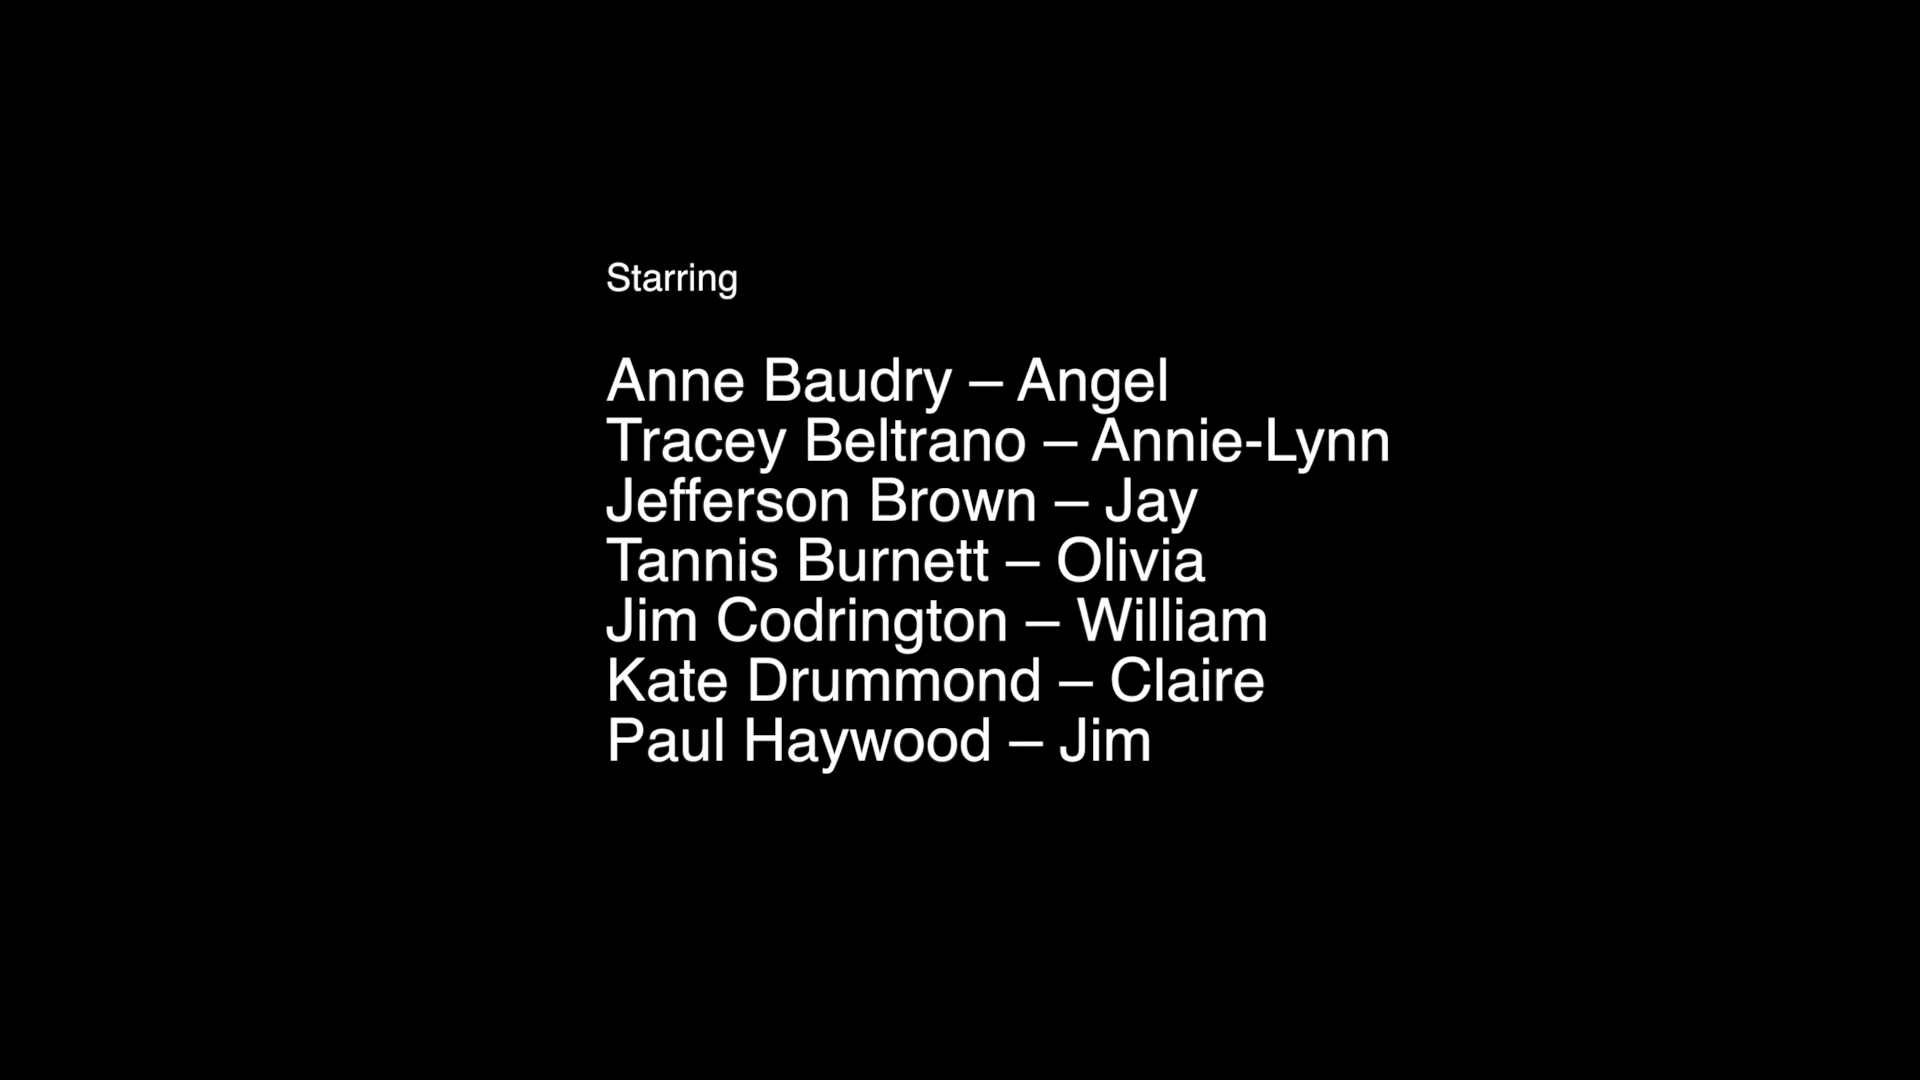 Starring
Anne Baudry – Angel
Tracey Beltrano – Annie-Lynn
Jefferson Brown – Jay
Tannis Burnett – Olivia
Jim Codrington – William
Kate Drummond – Claire
Paul Haywood – Jim